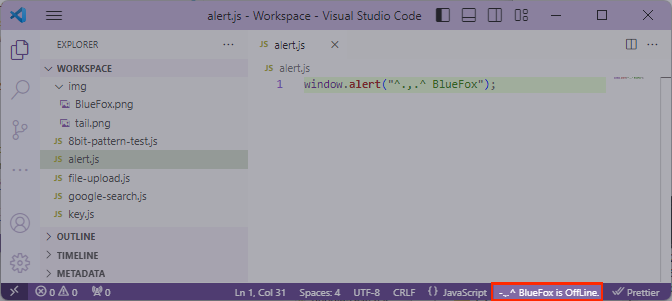 alert.js - Workspace - Visual Studio Code
EXPLORER
WORKSPACE
img
BlueFox.png
tail.png
JS 8bit-pattern-test.js
JS alert.js
JS file-upload.js
JS google-search.js
JS key.js
OUTLINE
TIMELINE
METADATA
alert.js
JS alert.js
1 window.alert("^.,.^ BlueFox");
0 0 0 Ln 1, Col 31 Spaces: 4 UTF-8 CRLF {} JavaScript -._.^ BlueFox is OffLine. Prettier